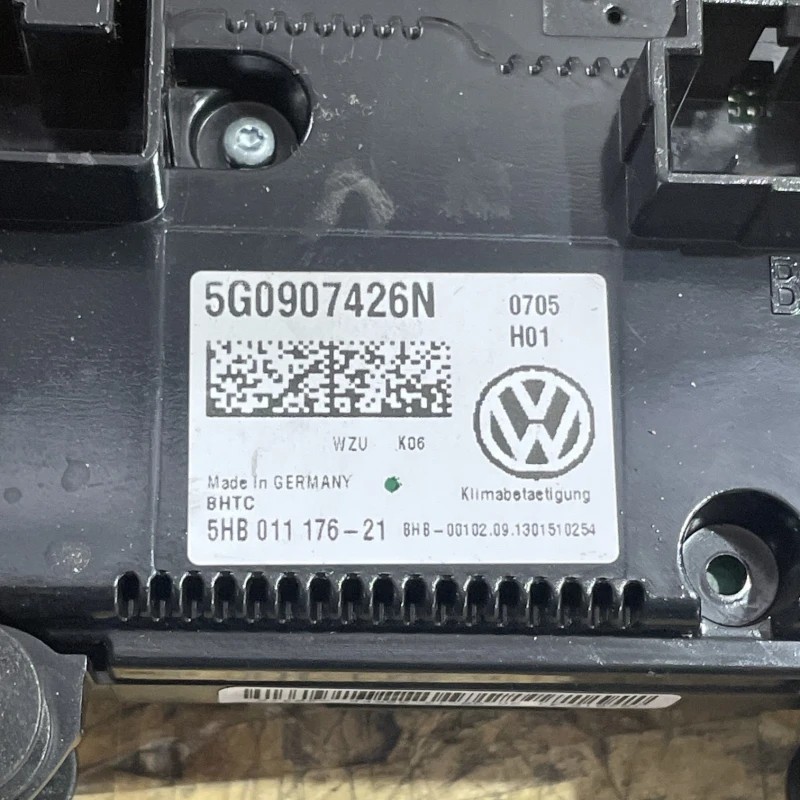 5G0907426N 0705
H01
WZU K06
Made In GERMANY
BHTC
Klimabetaetigung
5HB 011 176-21 BHB-00102.09.1301510254
B